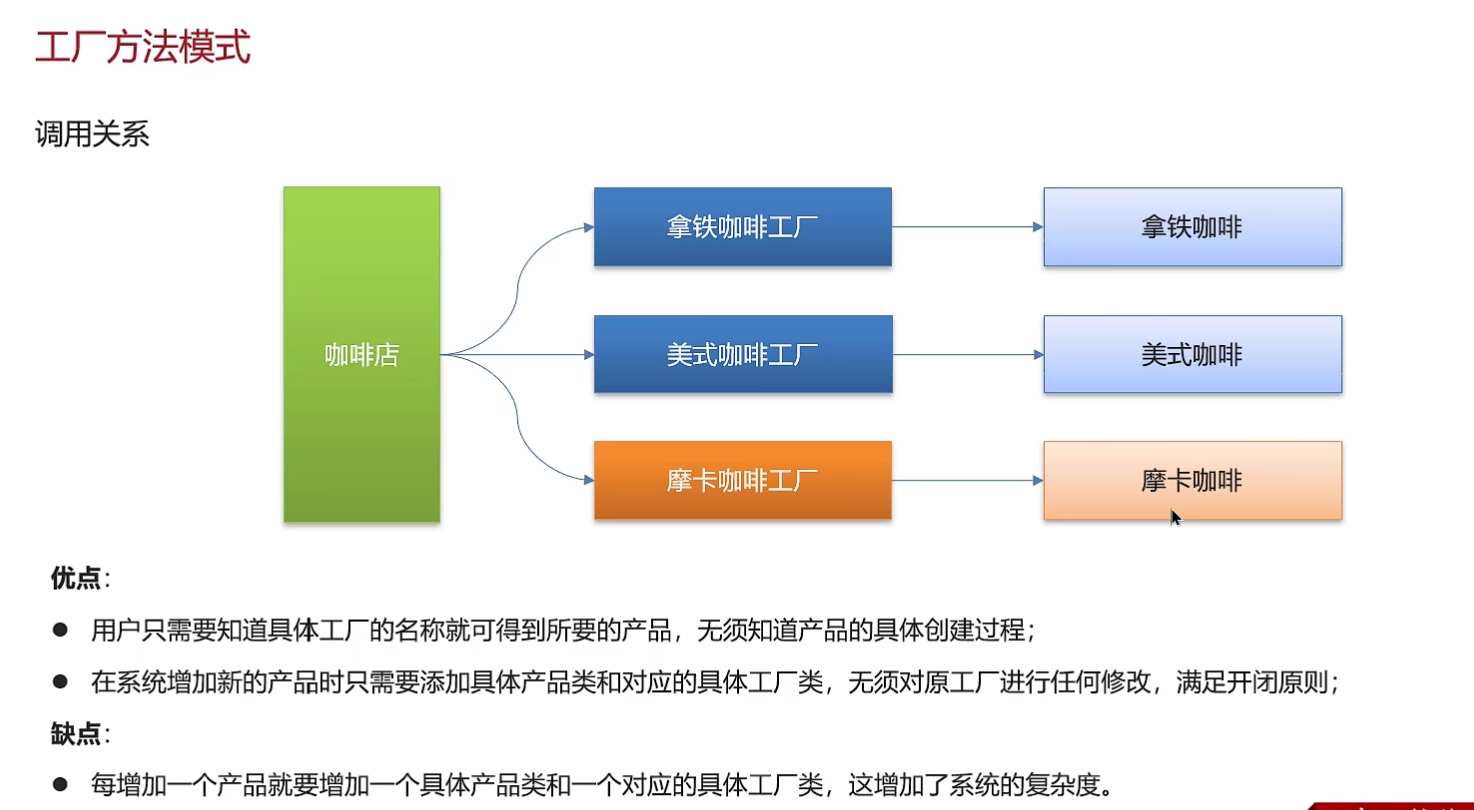 工厂方法模式
调用关系
咖啡店
拿铁咖啡工厂
拿铁咖啡
美式咖啡工厂
美式咖啡
摩卡咖啡工厂
摩卡咖啡
优点：
● 用户只需要知道具体工厂的名称就可得到所要的产品，无须知道产品的具体创建过程；
● 在系统增加新的产品时只需要添加具体产品类和对应的具体工厂类，无须对原工厂进行任何修改，满足开闭原则；
缺点：
● 每增加一个产品就要增加一个具体产品类和一个对应的具体工厂类，这增加了系统的复杂度。